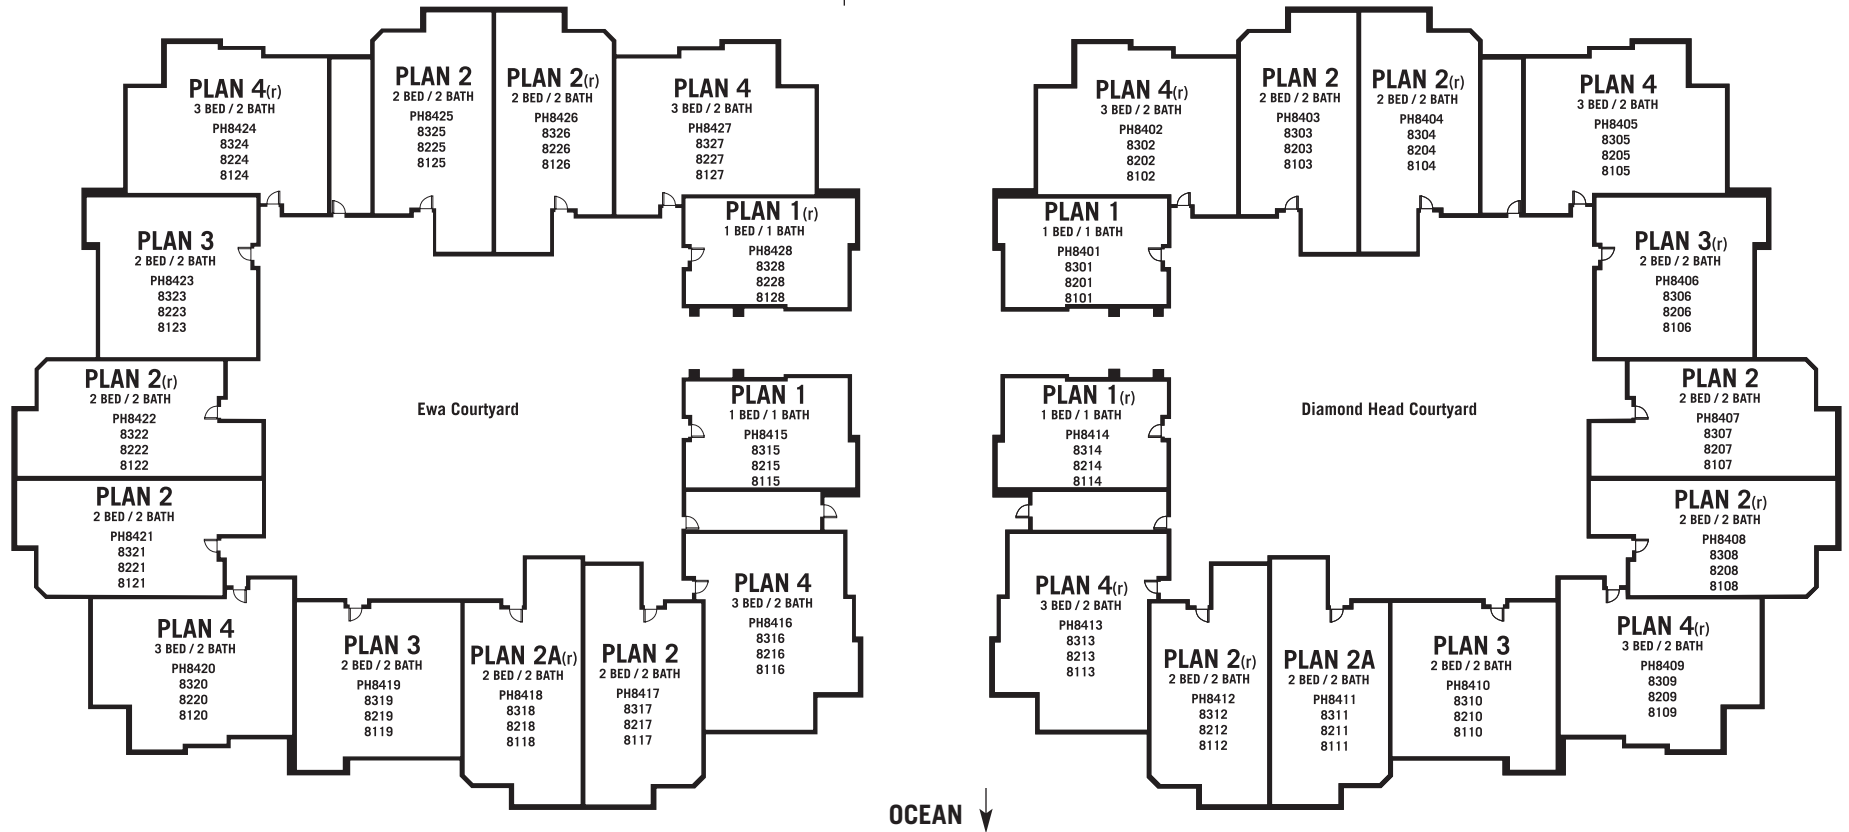 PLAN 4(r)
3 BED / 2 BATH
PH8424
8324
8224
8124
PLAN 2
2 BED / 2 BATH
PH8425
8325
8225
8125
PLAN 2(r)
2 BED / 2 BATH
PH8426
8326
8226
8126
PLAN 4
3 BED / 2 BATH
PH8427
8327
8227
8127
PLAN 3
2 BED / 2 BATH
PH8423
8323
8223
8123
PLAN 1(r)
1 BED / 1 BATH
PH8428
8328
8228
8128
PLAN 2(r)
2 BED / 2 BATH
PH8422
8322
8222
8122
Ewa Courtyard
PLAN 1
1 BED / 1 BATH
PH8415
8315
8215
8115
PLAN 2
2 BED / 2 BATH
PH8421
8321
8221
8121
PLAN 4
3 BED / 2 BATH
PH8420
8320
8220
8120
PLAN 3
2 BED / 2 BATH
PH8419
8319
8219
8119
PLAN 2A(r)
2 BED / 2 BATH
PH8418
8318
8218
8118
PLAN 2
2 BED / 2 BATH
PH8417
8317
8217
8117
PLAN 4
3 BED / 2 BATH
PH8416
8316
8216
8116
PLAN 4(r)
3 BED / 2 BATH
PH8402
8302
8202
8102
PLAN 2
2 BED / 2 BATH
PH8403
8303
8203
8103
PLAN 2(r)
2 BED / 2 BATH
PH8404
8304
8204
8104
PLAN 4
3 BED / 2 BATH
PH8405
8305
8205
8105
PLAN 1
1 BED / 1 BATH
PH8401
8301
8201
8101
PLAN 3(r)
2 BED / 2 BATH
PH8406
8306
8206
8106
PLAN 1(r)
1 BED / 1 BATH
PH8414
8314
8214
8114
Diamond Head Courtyard
PLAN 2
2 BED / 2 BATH
PH8407
8307
8207
8107
PLAN 2(r)
2 BED / 2 BATH
PH8408
8308
8208
8108
PLAN 4(r)
3 BED / 2 BATH
PH8413
8313
8213
8113
PLAN 2(r)
2 BED / 2 BATH
PH8412
8312
8212
8112
PLAN 2A
2 BED / 2 BATH
PH8411
8311
8211
8111
PLAN 3
2 BED / 2 BATH
PH8410
8310
8210
8110
PLAN 4(r)
3 BED / 2 BATH
PH8409
8309
8209
8109
OCEAN